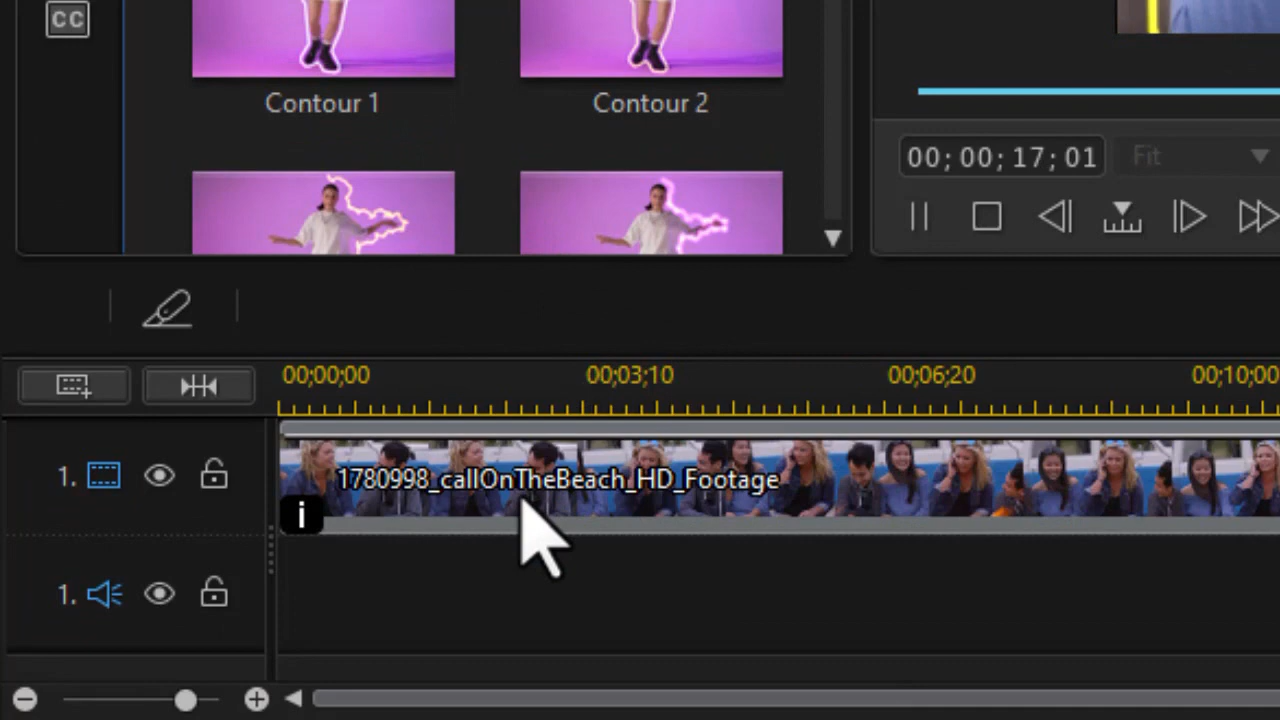 CC
Contour 1
Contour 2
00;00;17;01
Fit
00;00;00
00;03;10
00;06;20
00;10;00
1.
1780998_callOnTheBeach_HD_Footage
i
1.